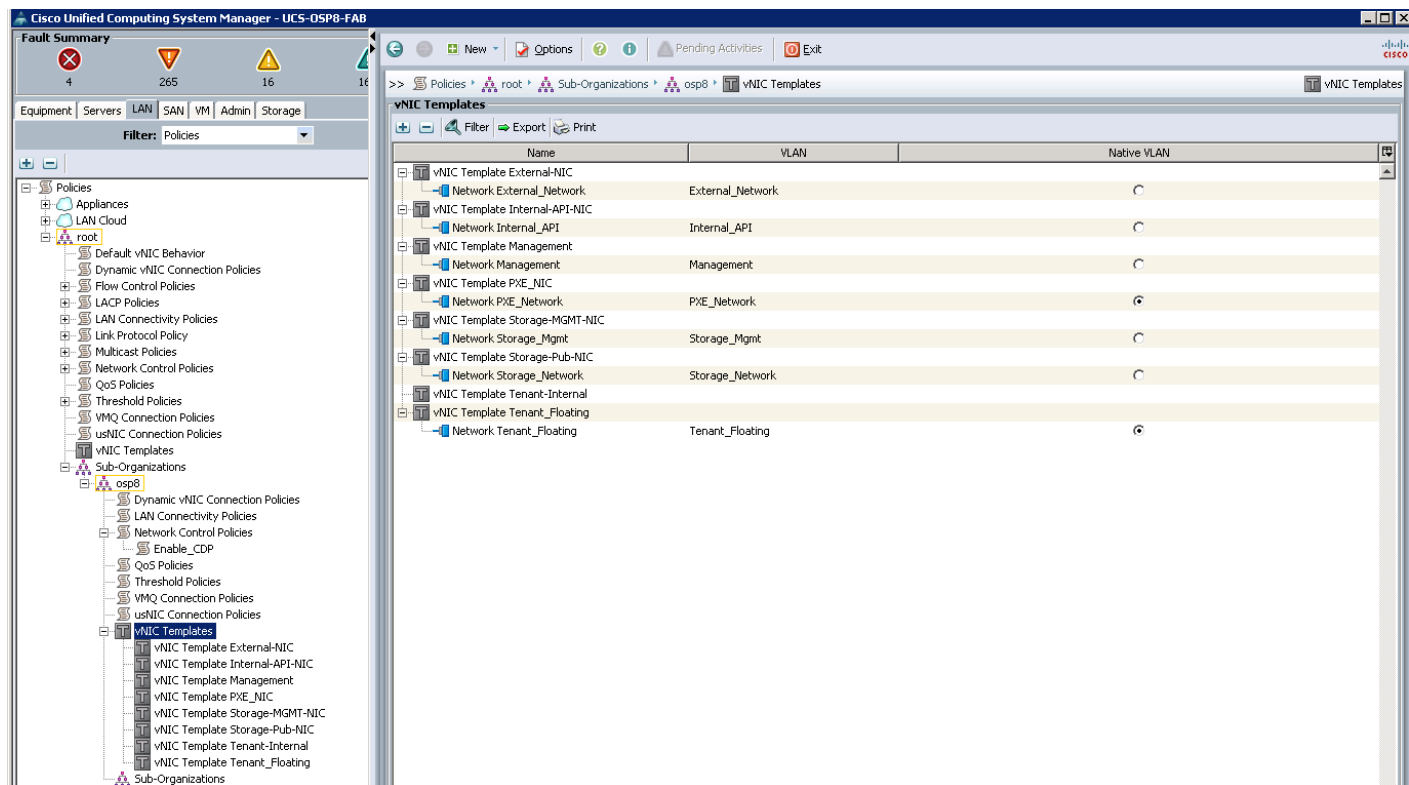 Cisco Unified Computing System Manager - UCS-OSP8-FAB
Fault Summary
4 265 16 16
Equipment Servers LAN SAN VM Admin Storage
Filter: Policies
Policies
Appliances
LAN Cloud
root
Default vNIC Behavior
Dynamic vNIC Connection Policies
Flow Control Policies
LACP Policies
LAN Connectivity Policies
Link Protocol Policy
Multicast Policies
Network Control Policies
QoS Policies
Threshold Policies
VMQ Connection Policies
usNIC Connection Policies
vNIC Templates
Sub-Organizations
osp8
Dynamic vNIC Connection Policies
LAN Connectivity Policies
Network Control Policies
Enable_CDP
QoS Policies
Threshold Policies
VMQ Connection Policies
usNIC Connection Policies
vNIC Templates
vNIC Template External-NIC
vNIC Template Internal-API-NIC
vNIC Template Management
vNIC Template PXE_NIC
vNIC Template Storage-MGMT-NIC
vNIC Template Storage-Pub-NIC
vNIC Template Tenant-Internal
vNIC Template Tenant_Floating
Sub-Organizations
New Options Pending Activities Exit
CISCO
>> Policies root Sub-Organizations osp8 vNIC Templates vNIC Templates
vNIC Templates
Filter Export Print
Name VLAN Native VLAN
vNIC Template External-NIC
Network External_Network External_Network
vNIC Template Internal-API-NIC
Network Internal_API Internal_API
vNIC Template Management
Network Management Management
vNIC Template PXE_NIC
Network PXE_Network PXE_Network
vNIC Template Storage-MGMT-NIC
Network Storage_Mgmt Storage_Mgmt
vNIC Template Storage-Pub-NIC
Network Storage_Network Storage_Network
vNIC Template Tenant-Internal
vNIC Template Tenant_Floating
Network Tenant_Floating Tenant_Floating